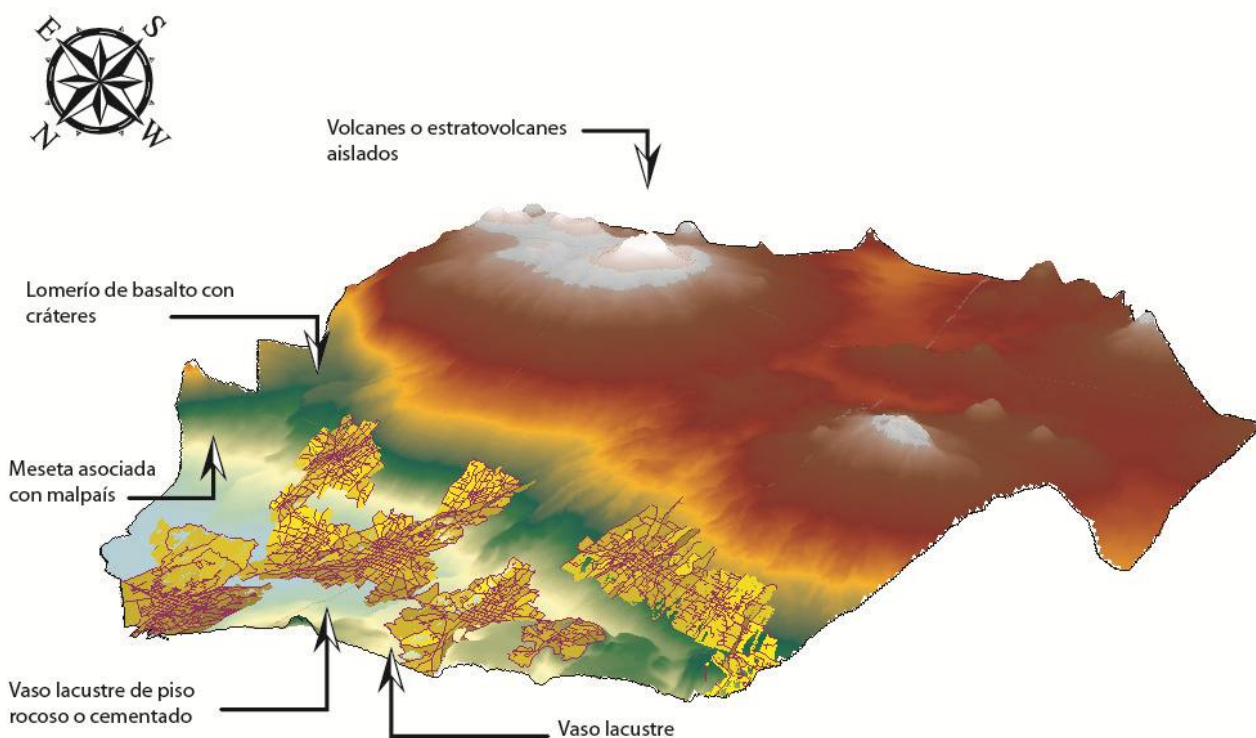 E
S
N
W
Volcanes o estratovolcanes
aislados
Lomerío de basalto con
cráteres
Meseta asociada
con malpaís
Vaso lacustre de piso
rocoso o cementado
Vaso lacustre